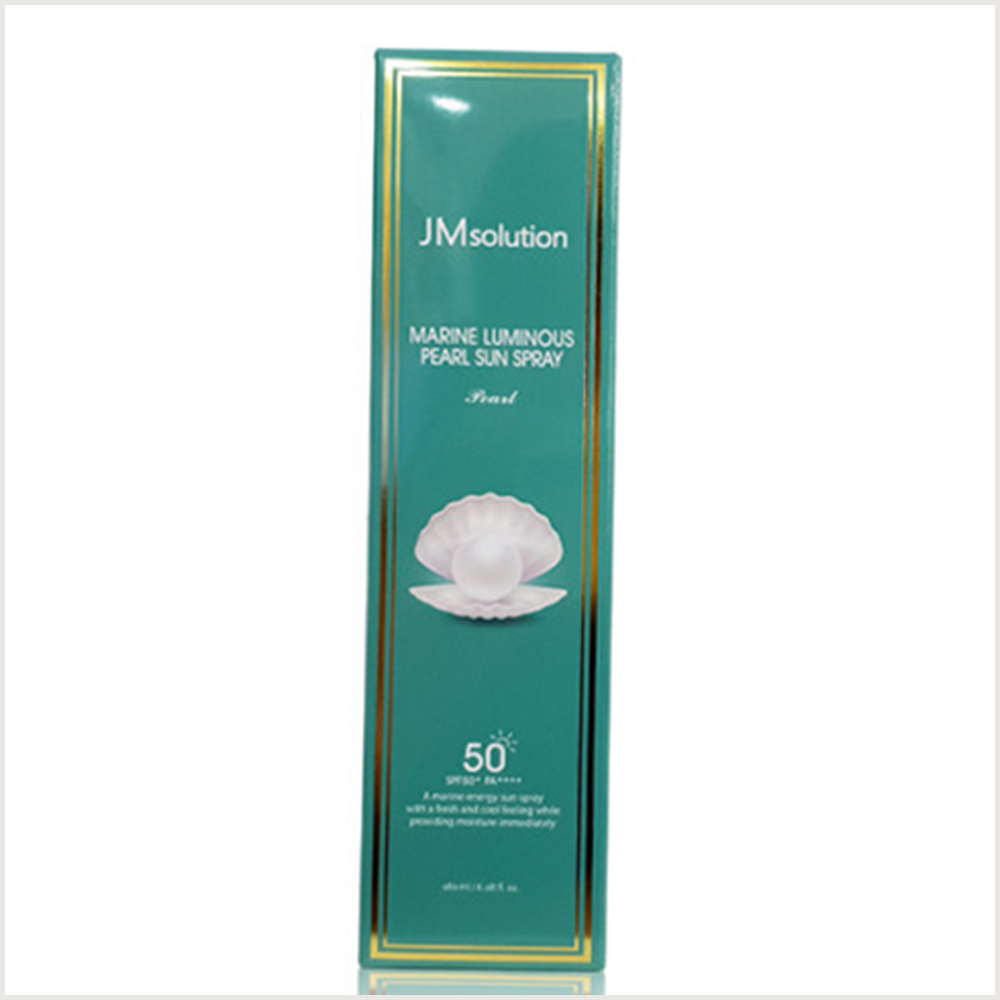 JMsolution
MARINE LUMINOUS
PEARL SUN SPRAY
Pearl
50
SPF50+ PA++++
A marine energy sun spray
with a fresh and cool feeling while
providing moisture immediately